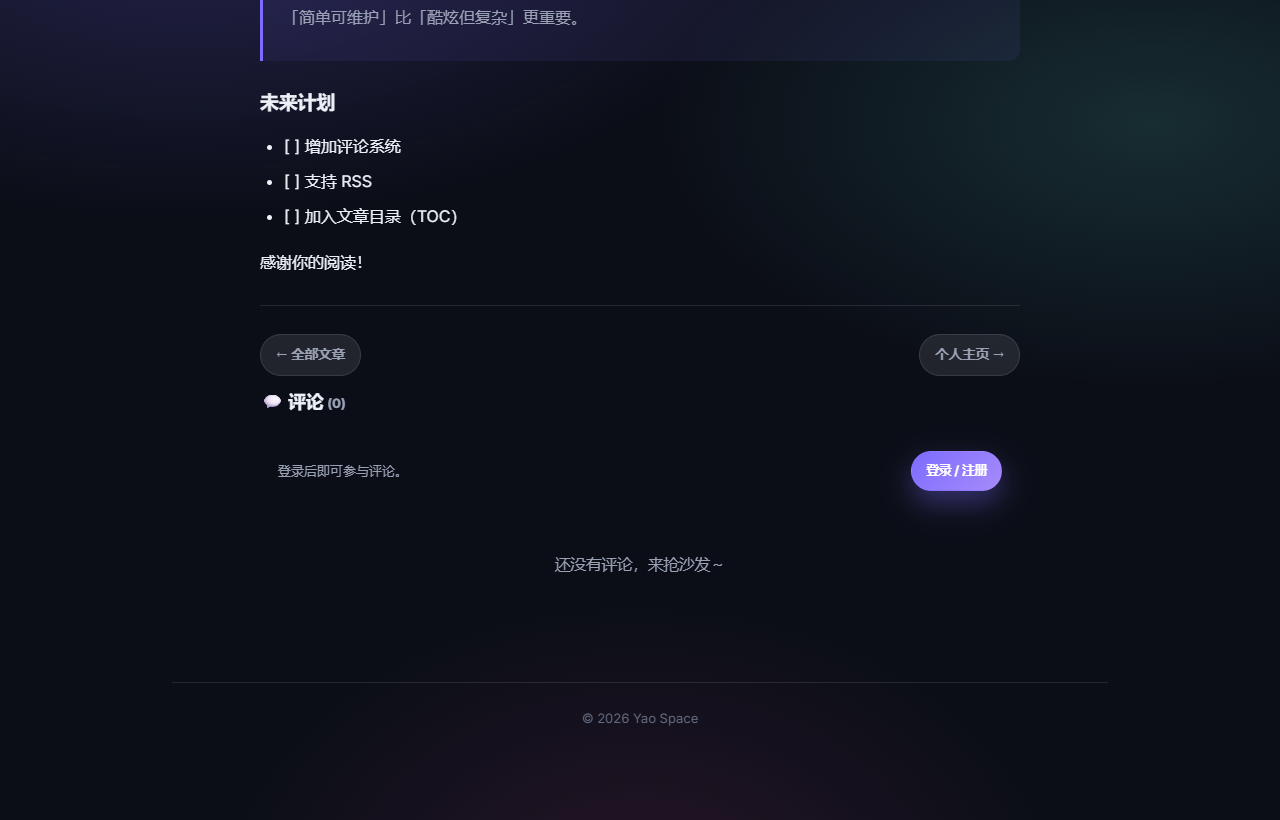 「简单可维护」比「酷炫但复杂」更重要。
未来计划
• [ ] 增加评论系统
• [ ] 支持 RSS
• [ ] 加入文章目录（TOC）
感谢你的阅读！
← 全部文章
个人主页 →
💬 评论 (0)
登录后即可参与评论。
登录 / 注册
还没有评论，来抢沙发～
© 2026 Yao Space